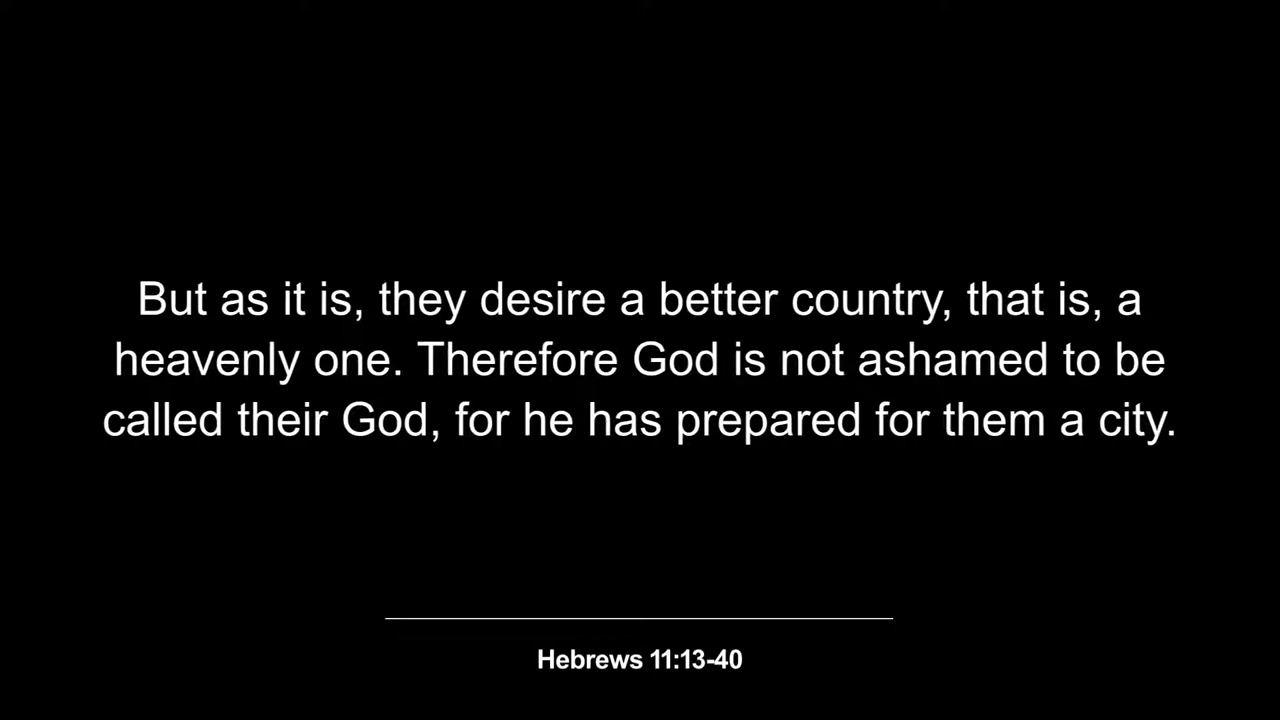 But as it is, they desire a better country, that is, a
heavenly one. Therefore God is not ashamed to be
called their God, for he has prepared for them a city.
Hebrews 11:13-40